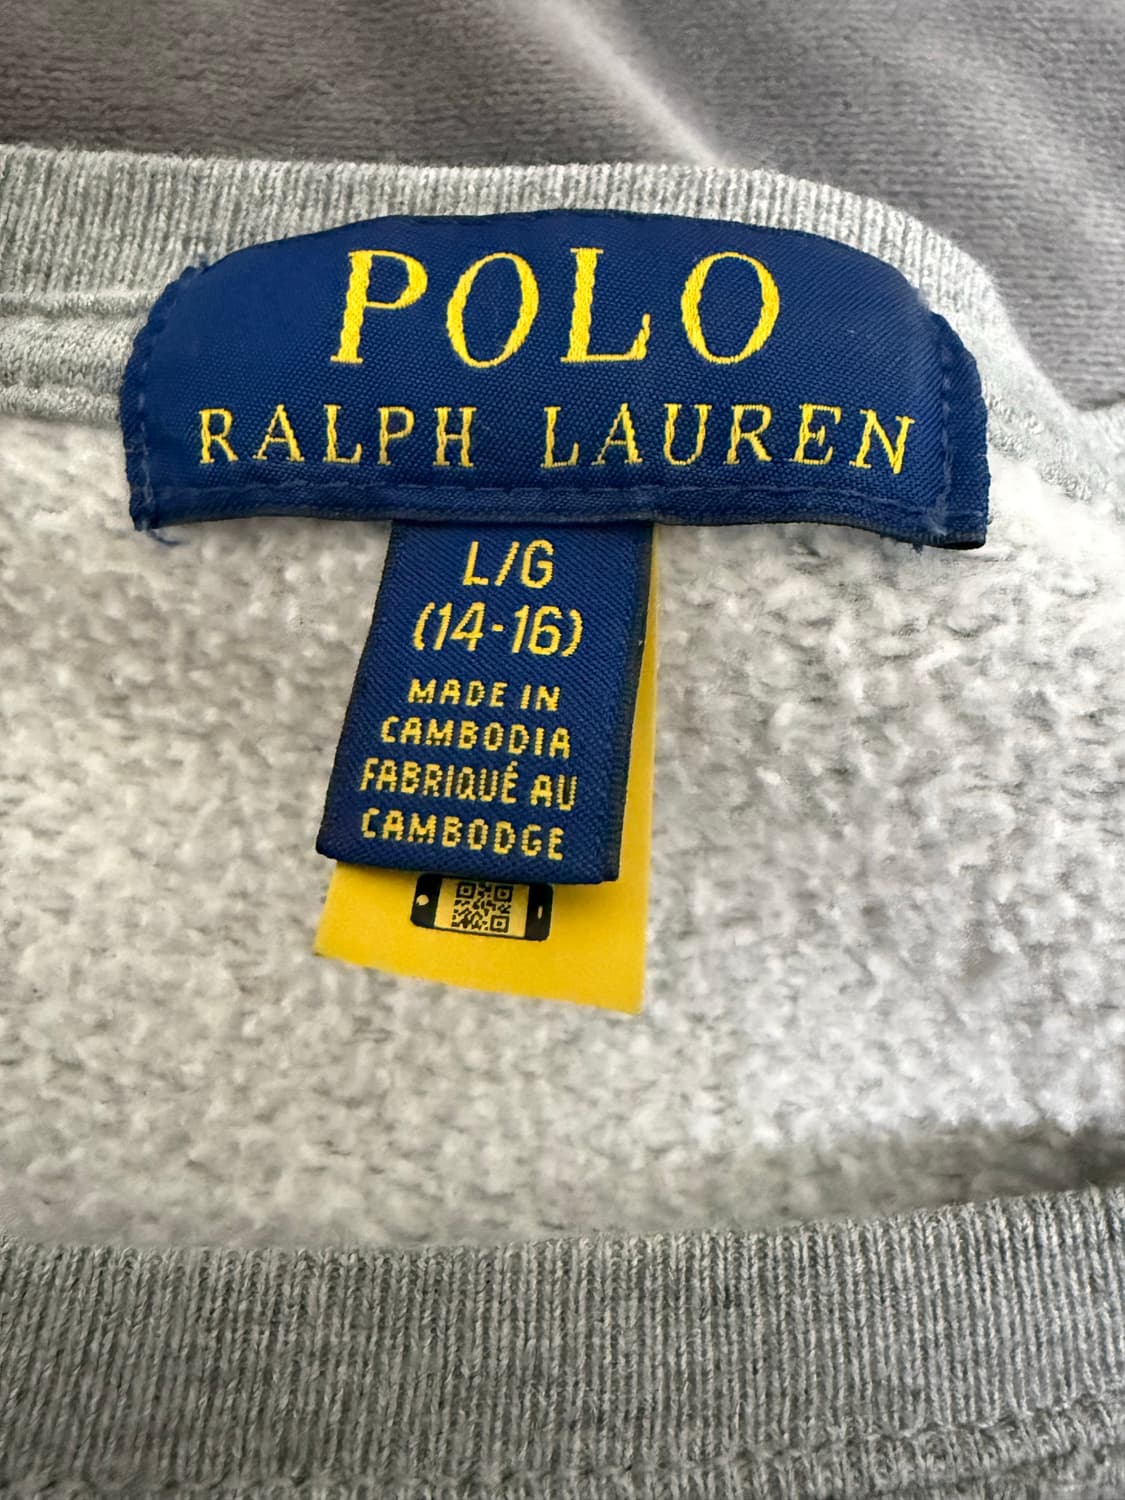 POLO
RALPH LAUREN
L/G
(14-16)
MADE IN
CAMBODIA
FABRIQUÉ AU
CAMBODGE